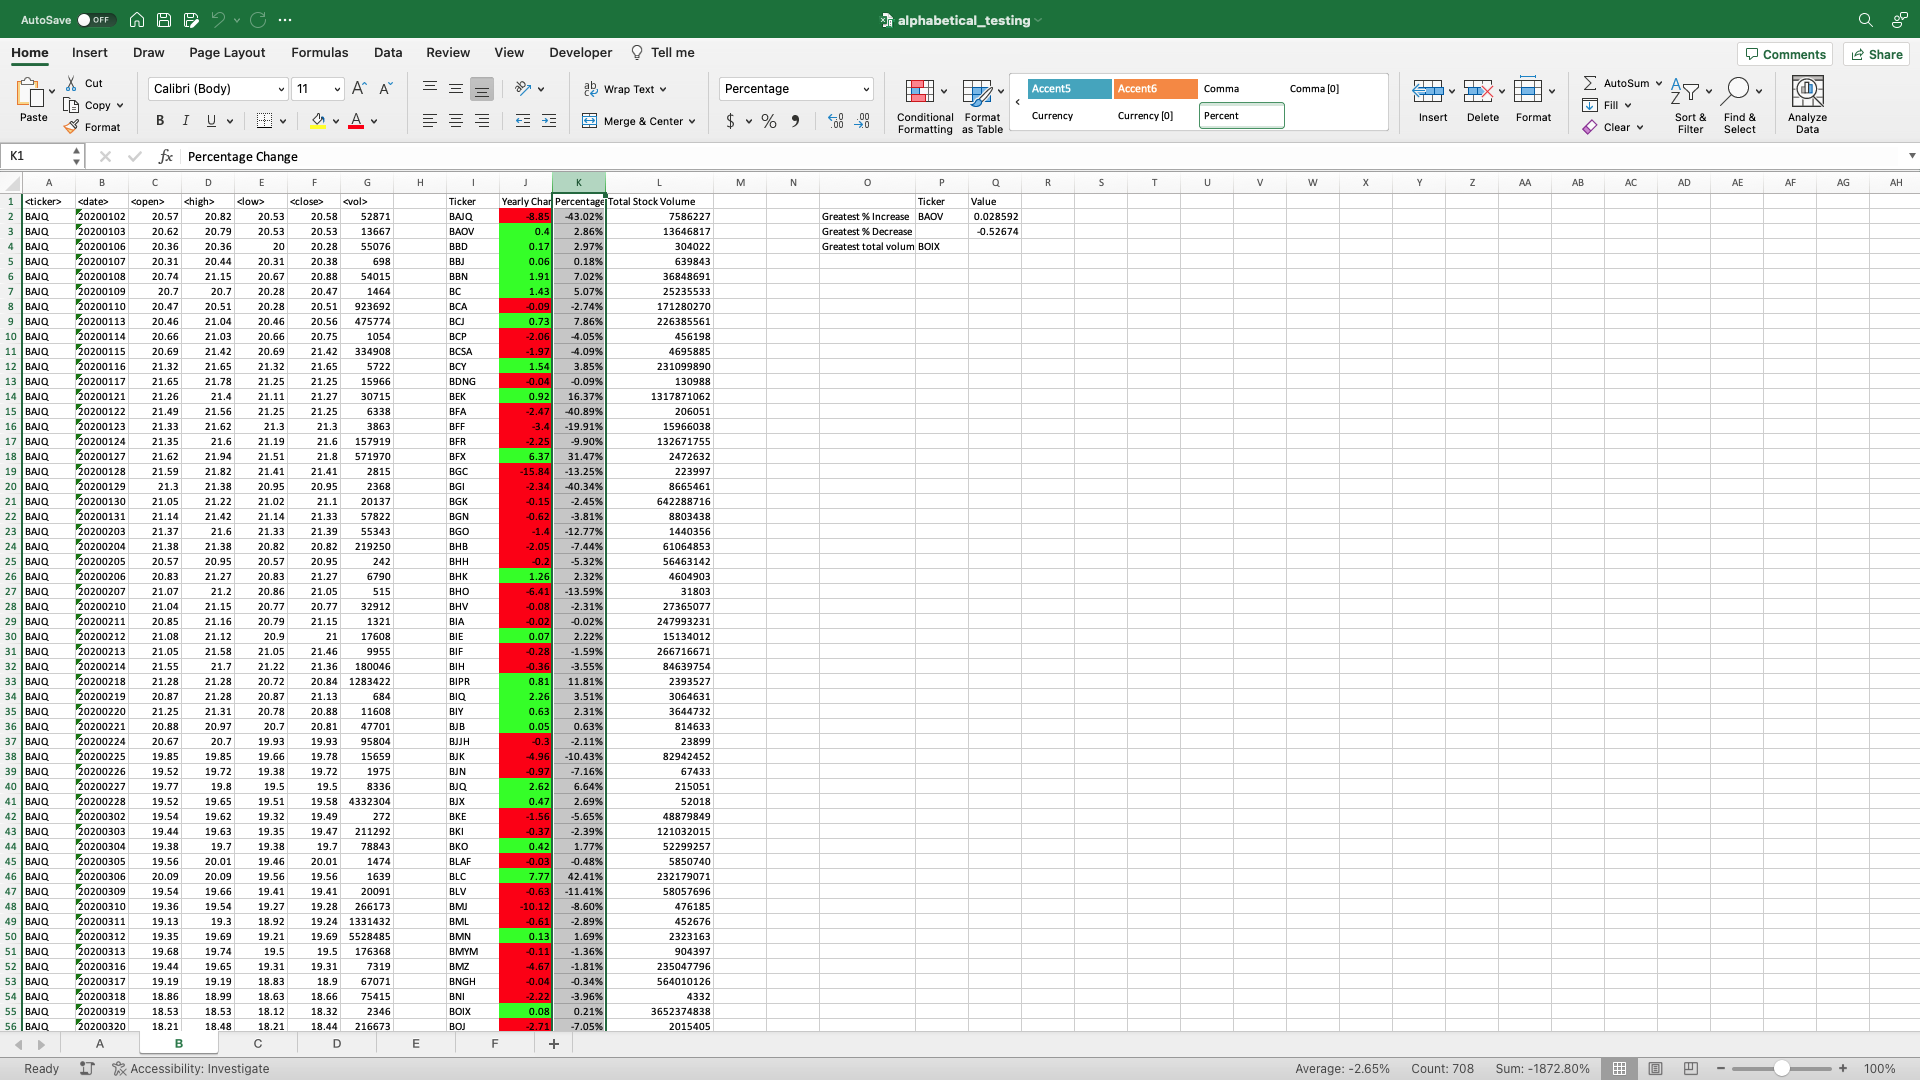 AutoSave OFF ··· alphabetical_testing
Home Insert Draw Page Layout Formulas Data Review View Developer Tell me Comments Share
Paste Cut Copy Format
Calibri (Body) 11 Wrap Text Merge & Center Percentage
B I U A $ % Conditional Formatting Format as Table
Accent5 Accent6 Comma Comma [0]
Currency Currency [0] Percent
Insert Delete Format AutoSum Fill Clear Sort & Filter Find & Select Analyze Data
K1 fx Percentage Change
A B C D E F G H I J K L M N O P Q R S T U V W X Y Z AA AB AC AD AE AF AG AH
1 <ticker> <date> <open> <high> <low> <close> <vol> Ticker Yearly Chan Percentage Total Stock Volume Ticker Value
2 BAJQ 20200102 20.57 20.82 20.53 20.58 52871 BAJQ -8.85 -43.02% 7586227 Greatest % Increase BAOV 0.028592
3 BAJQ 20200103 20.62 20.79 20.53 20.53 13667 BAOV 0.4 2.86% 13646817 Greatest % Decrease -0.52674
4 BAJQ 20200106 20.36 20.36 20 20.28 55076 BBD 0.17 2.97% 304022 Greatest total volum BOIX
5 BAJQ 20200107 20.31 20.44 20.31 20.38 698 BBJ 0.06 0.18% 639843
6 BAJQ 20200108 20.74 21.15 20.67 20.88 54015 BBN 1.91 7.02% 36848691
7 BAJQ 20200109 20.7 20.7 20.28 20.47 1464 BC 1.43 5.07% 25235533
8 BAJQ 20200110 20.47 20.51 20.28 20.51 923692 BCA -0.09 -2.74% 171280270
9 BAJQ 20200113 20.46 21.04 20.46 20.56 475774 BCJ 0.73 7.86% 226385561
10 BAJQ 20200114 20.66 21.03 20.66 20.75 1054 BCP -2.06 -4.05% 456198
11 BAJQ 20200115 20.69 21.42 20.69 21.42 334908 BCSA -1.97 -4.09% 4695885
12 BAJQ 20200116 21.32 21.65 21.32 21.65 5722 BCY 1.54 3.85% 231099890
13 BAJQ 20200117 21.65 21.78 21.25 21.25 15966 BDNG -0.04 -0.09% 130988
14 BAJQ 20200121 21.26 21.4 21.11 21.27 30715 BEK 0.92 16.37% 1317871062
15 BAJQ 20200122 21.49 21.56 21.25 21.25 6338 BFA -2.47 -40.89% 206051
16 BAJQ 20200123 21.33 21.62 21.3 21.3 3863 BFF -3.4 -19.91% 15966038
17 BAJQ 20200124 21.35 21.6 21.19 21.6 157919 BFR -2.25 -9.90% 132671755
18 BAJQ 20200127 21.62 21.94 21.51 21.8 571970 BFX 6.37 31.47% 2472632
19 BAJQ 20200128 21.59 21.82 21.41 21.41 2815 BGC -15.84 -13.25% 223997
20 BAJQ 20200129 21.3 21.38 20.95 20.95 2368 BGI -2.34 -40.34% 8665461
21 BAJQ 20200130 21.05 21.22 21.02 21.1 20137 BGK -0.15 -2.45% 642288716
22 BAJQ 20200131 21.14 21.42 21.14 21.33 57822 BGN -0.62 -3.81% 8803438
23 BAJQ 20200203 21.37 21.6 21.33 21.39 55343 BGO -1.4 -12.77% 1440356
24 BAJQ 20200204 21.38 21.38 20.82 20.82 219250 BHB -2.05 -7.44% 61064853
25 BAJQ 20200205 20.57 20.95 20.57 20.95 242 BHH -0.2 -5.32% 56463142
26 BAJQ 20200206 20.83 21.27 20.83 21.27 6790 BHK 1.26 2.32% 4604903
27 BAJQ 20200207 21.07 21.2 20.86 21.05 515 BHO -6.41 -13.59% 31803
28 BAJQ 20200210 21.04 21.15 20.77 20.77 32912 BHV -0.08 -2.31% 27365077
29 BAJQ 20200211 20.85 21.16 20.79 21.15 1321 BIA -0.02 -0.02% 247993231
30 BAJQ 20200212 21.08 21.12 20.9 21 17608 BIE 0.07 2.22% 15134012
31 BAJQ 20200213 21.05 21.58 21.05 21.46 9955 BIF -0.28 -1.59% 266716671
32 BAJQ 20200214 21.55 21.7 21.22 21.36 180046 BIH -0.36 -3.55% 84639754
33 BAJQ 20200218 21.28 21.28 20.72 20.84 1283422 BIPR 0.81 11.81% 2393527
34 BAJQ 20200219 20.87 21.28 20.87 21.13 684 BIQ 2.26 3.51% 3064631
35 BAJQ 20200220 21.25 21.31 20.78 20.88 11608 BIY 0.63 2.31% 3644732
36 BAJQ 20200221 20.88 20.97 20.7 20.81 47701 BJB 0.05 0.63% 814633
37 BAJQ 20200224 20.67 20.7 19.93 19.93 95804 BJJH -0.3 -2.11% 23899
38 BAJQ 20200225 19.85 19.85 19.66 19.78 15659 BJK -4.96 -10.43% 82942452
39 BAJQ 20200226 19.52 19.72 19.38 19.72 1975 BJN -0.97 -7.16% 67433
40 BAJQ 20200227 19.77 19.8 19.5 19.5 8336 BJQ 2.62 6.64% 215051
41 BAJQ 20200228 19.52 19.65 19.51 19.58 4332304 BJX 0.47 2.69% 52018
42 BAJQ 20200302 19.54 19.62 19.32 19.49 272 BKE -1.56 -5.65% 48879849
43 BAJQ 20200303 19.44 19.63 19.35 19.47 211292 BKI -0.37 -2.39% 121032015
44 BAJQ 20200304 19.38 19.7 19.38 19.7 78843 BKO 0.42 1.77% 52299257
45 BAJQ 20200305 19.56 20.01 19.46 20.01 1474 BLAF -0.03 -0.48% 5850740
46 BAJQ 20200306 20.09 20.09 19.56 19.56 1639 BLC 7.77 42.41% 232179071
47 BAJQ 20200309 19.54 19.66 19.41 19.41 20091 BLV -0.63 -11.41% 58057696
48 BAJQ 20200310 19.36 19.54 19.27 19.28 266173 BMJ -10.12 -8.60% 476185
49 BAJQ 20200311 19.13 19.3 18.92 19.24 1331432 BML -0.61 -2.89% 452676
50 BAJQ 20200312 19.35 19.69 19.21 19.69 5528485 BMN 0.13 1.69% 2323163
51 BAJQ 20200313 19.68 19.74 19.5 19.5 176368 BMYM -0.11 -1.36% 904397
52 BAJQ 20200316 19.44 19.65 19.31 19.31 7319 BMZ -4.67 -1.81% 235047796
53 BAJQ 20200317 19.19 19.19 18.83 18.9 67071 BNGH -0.04 -0.34% 564010126
54 BAJQ 20200318 18.86 18.99 18.63 18.66 75415 BNI -2.22 -3.96% 4332
55 BAJQ 20200319 18.53 18.53 18.12 18.32 2346 BOIX 0.08 0.21% 3652374838
56 BAJQ 20200320 18.21 18.48 18.21 18.44 216673 BOJ -2.71 -7.05% 2015405
A B C D E F +
Ready Accessibility: Investigate Average: -2.65% Count: 708 Sum: -1872.80% − + 100%